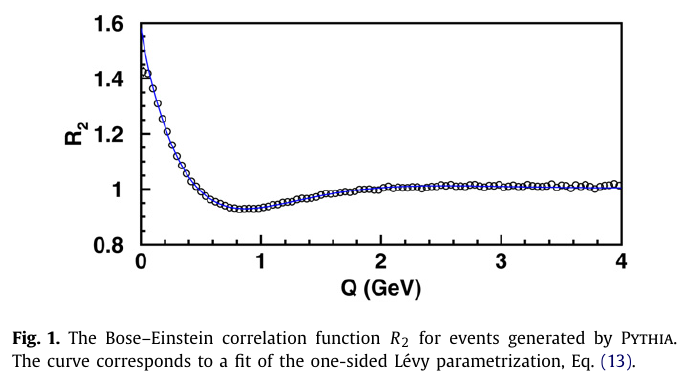 1.6
1.4
1.2
1
0.8
R2
0 1 2 3 4
Q (GeV)
Fig. 1. The Bose–Einstein correlation function R2 for events generated by PYTHIA.
The curve corresponds to a fit of the one-sided Lévy parametrization, Eq. (13).